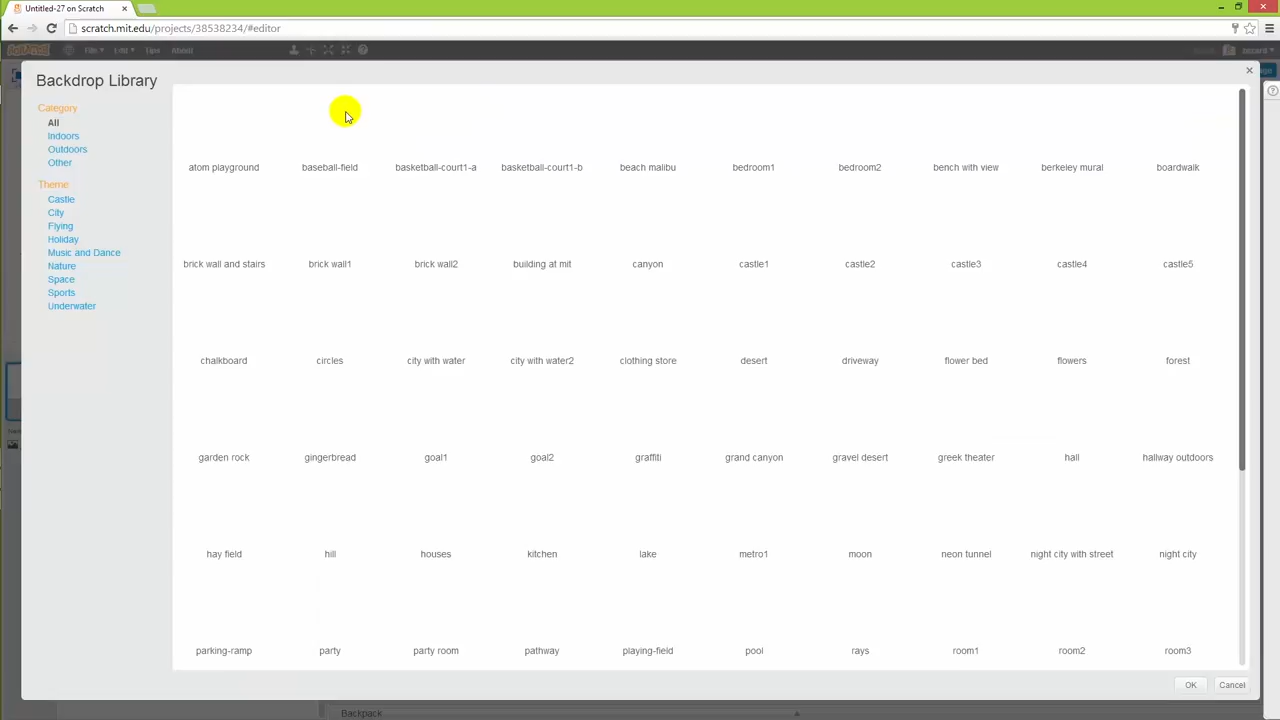 Untitled-27 on Scratch
scratch.mit.edu/projects/38538234/#editor
File Edit Tips About
Backdrop Library
Category
All
Indoors
Outdoors
Other
Theme
Castle
City
Flying
Holiday
Music and Dance
Nature
Space
Sports
Underwater
atom playground baseball-field basketball-court1-a basketball-court1-b beach malibu bedroom1 bedroom2 bench with view berkeley mural boardwalk
brick wall and stairs brick wall1 brick wall2 building at mit canyon castle1 castle2 castle3 castle4 castle5
chalkboard circles city with water city with water2 clothing store desert driveway flower bed flowers forest
garden rock gingerbread goal1 goal2 graffiti grand canyon gravel desert greek theater hall hallway outdoors
hay field hill houses kitchen lake metro1 moon neon tunnel night city with street night city
parking-ramp party party room pathway playing-field pool rays room1 room2 room3
OK Cancel
Backpack